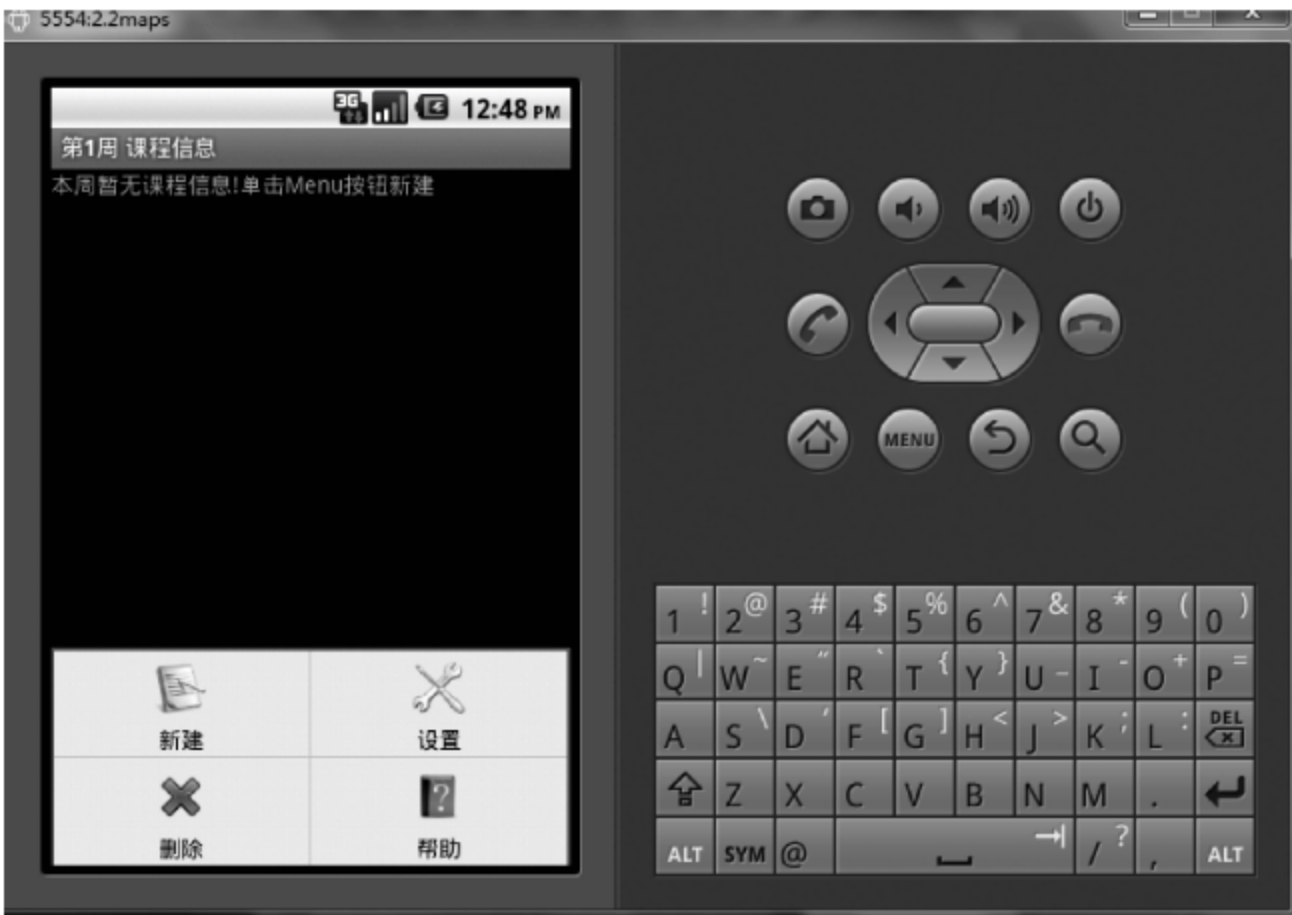 5554:2.2maps
3G 12:48 PM
第1周 课程信息
本周暂无课程信息!单击Menu按钮新建
新建 设置
删除 帮助
MENU
1 ! 2 @ 3 # 4 $ 5 % 6 ^ 7 & 8 * 9 ( 0 )
Q | W ~ E " R ` T { Y } U _ I - O + P =
A S \ D ' F [ G ] H < J > K ; L : DEL
Z X C V B N M .
ALT SYM @ / ? , ALT